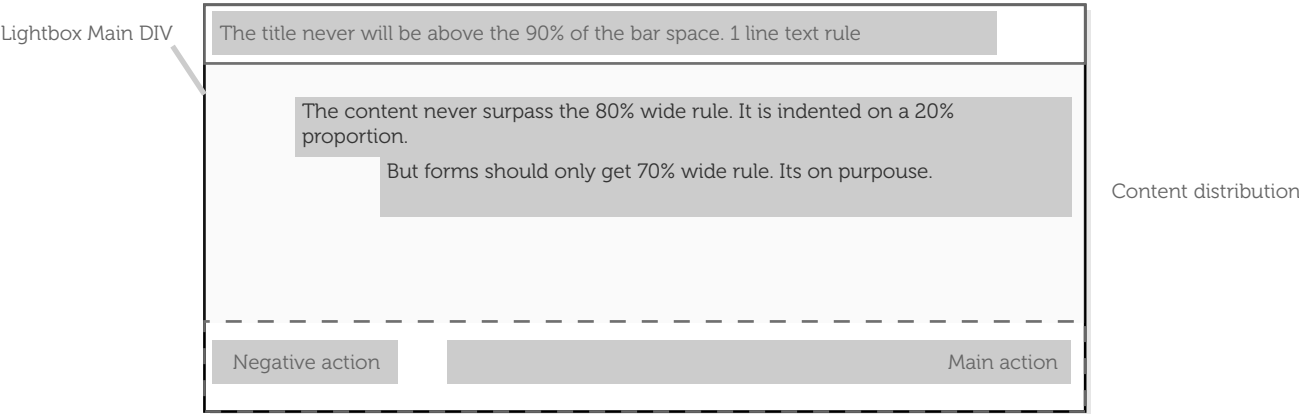 Lightbox Main DIV
The title never will be above the 90% of the bar space. 1 line text rule
The content never surpass the 80% wide rule. It is indented on a 20%
proportion.
But forms should only get 70% wide rule. Its on purpouse.
Content distribution
Negative action
Main action